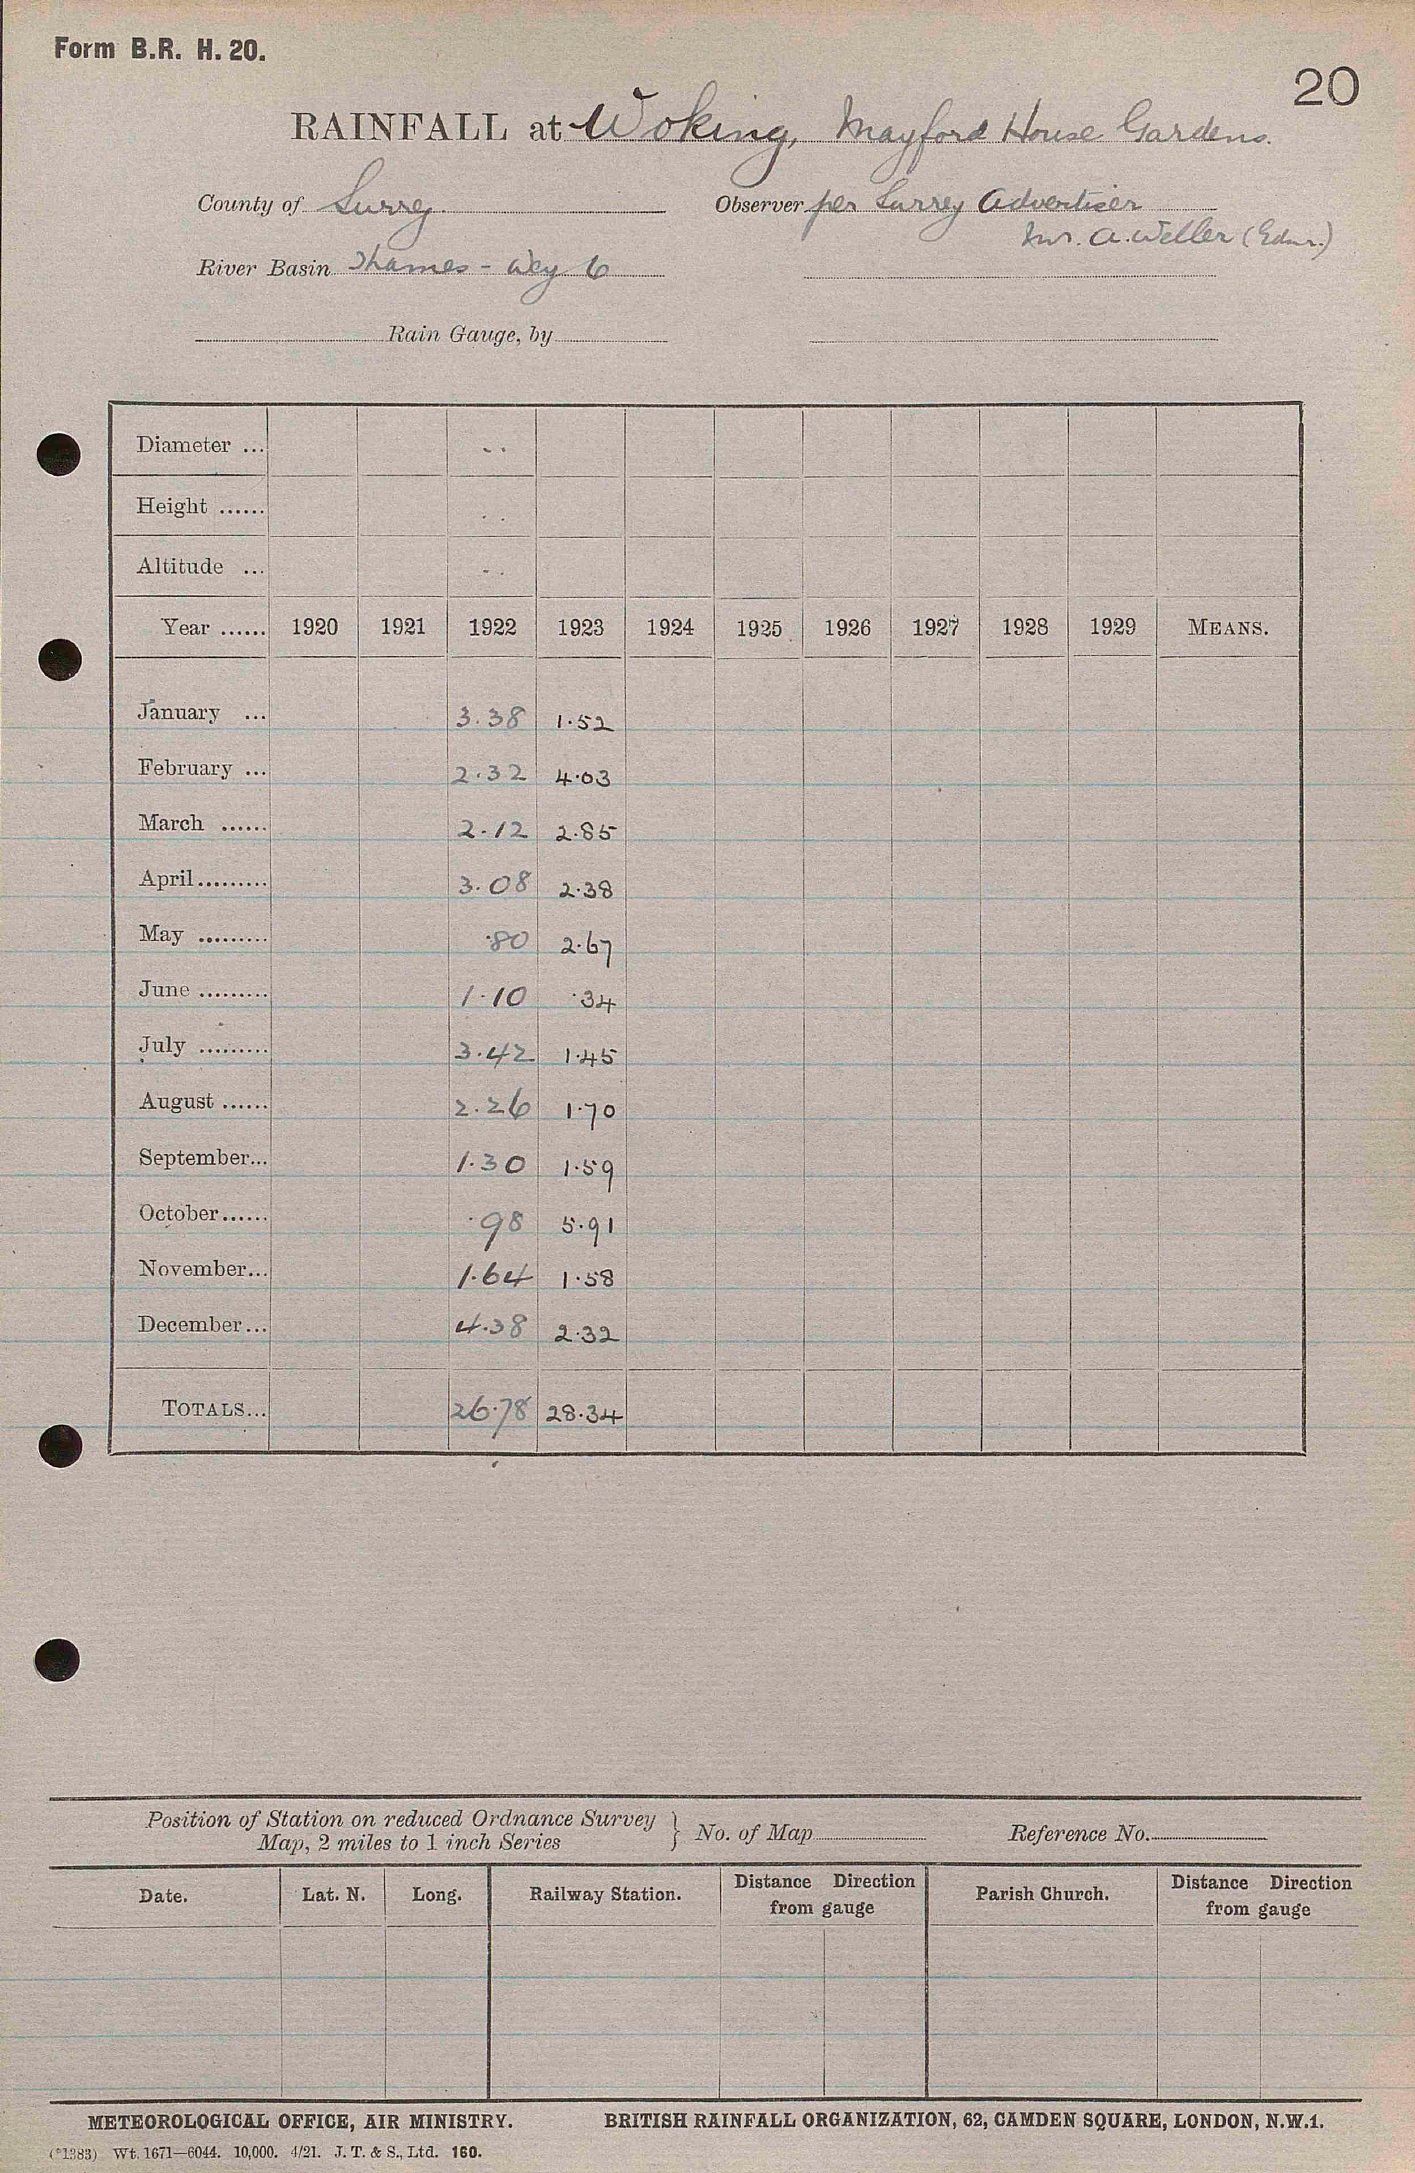 Form B.R. H. 20.
20
RAINFALL at Woking, Mayford House Gardens.
County of Surrey
Observer per Surrey Advertiser
Mr. A. Weller (Gdnr.)
River Basin Thames - Wey 6
Rain Gauge, by
Diameter ... - -
Height ...... - -
Altitude ... - -
Year ...... 1920 1921 1922 1923 1924 1925 1926 1927 1928 1929 MEANS.
January ... 3.38 1.52
February ... 2.32 4.03
March ...... 2.12 2.85
April......... 3.08 2.38
May ......... .80 2.67
June ......... 1.10 .34
July ......... 3.42 1.45
August ...... 2.26 1.70
September... 1.30 1.59
October...... .98 5.91
November... 1.64 1.58
December... 4.38 2.32
TOTALS... 26.78 28.34
Position of Station on reduced Ordnance Survey
Map, 2 miles to 1 inch Series } No. of Map Reference No.
Date. Lat. N. Long. Railway Station. Distance from gauge Direction Parish Church. Distance from gauge Direction
METEOROLOGICAL OFFICE, AIR MINISTRY. BRITISH RAINFALL ORGANIZATION, 62, CAMDEN SQUARE, LONDON, N.W.1.
(*1383) Wt. 1671—6044. 10,000. 4/21. J. T. & S., Ltd. 160.